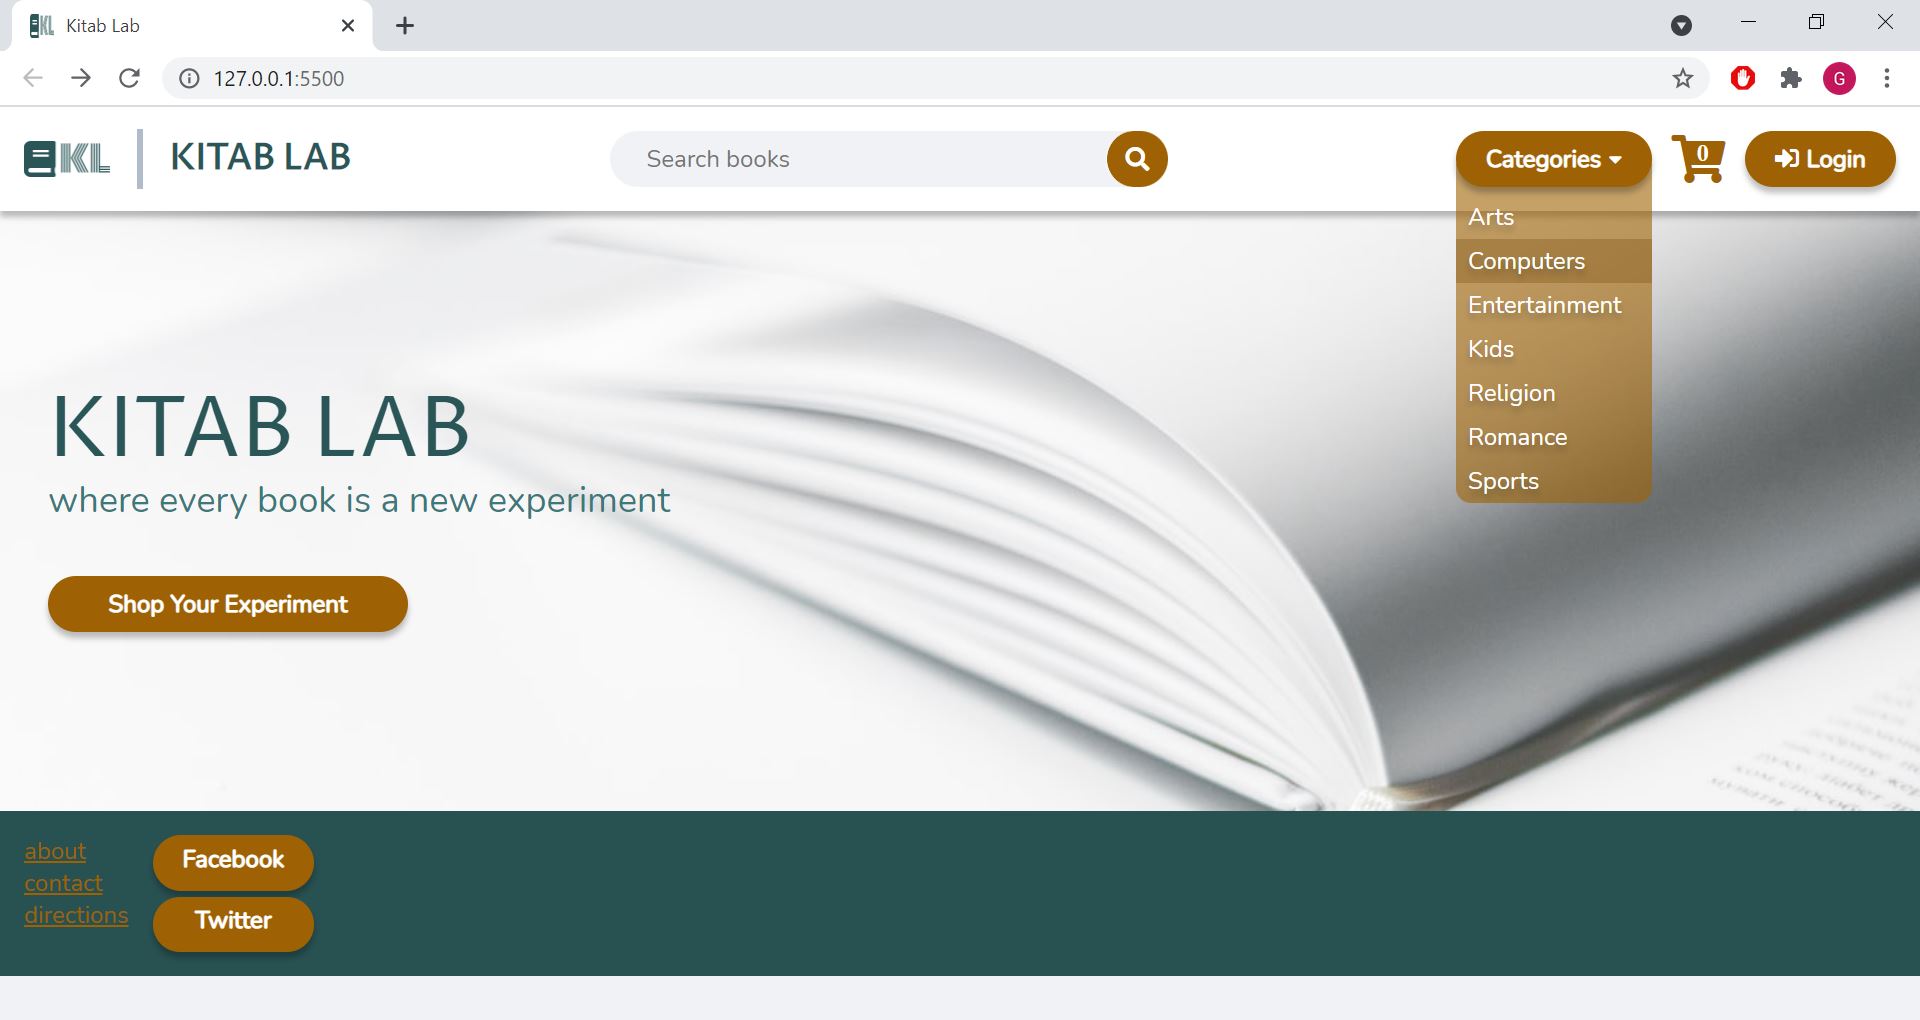 Kitab Lab
127.0.0.1:5500
G
KL
KITAB LAB
Search books
Categories
0
Login
Arts
Computers
Entertainment
Kids
Religion
Romance
Sports
KITAB LAB
where every book is a new experiment
Shop Your Experiment
about
contact
directions
Facebook
Twitter